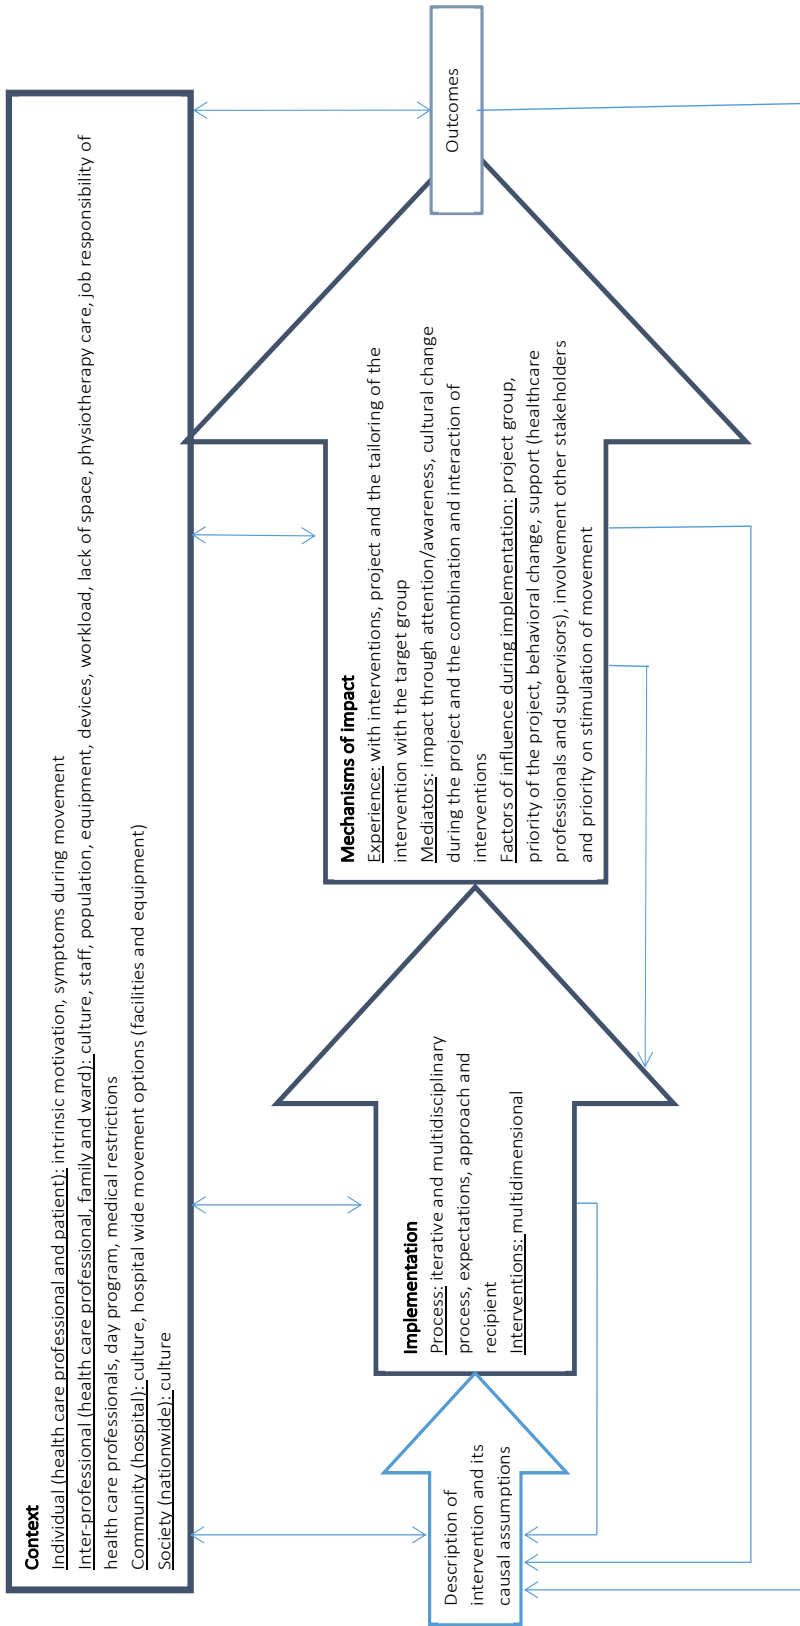 Context
Individual (health care professional and patient): intrinsic motivation, symptoms during movement
Inter-professional (health care professional, family and ward): culture, staff, population, equipment, devices, workload, lack of space, physiotherapy care, job responsibility of
health care professionals, day program, medical restrictions
Community (hospital): culture, hospital wide movement options (facilities and equipment)
Society (nationwide): culture
Description of
intervention and its
causal assumptions
Implementation
Process: iterative and multidisciplinary
process, expectations, approach and
recipient
Interventions: multidimensional
Mechanisms of impact
Experience: with interventions, project and the tailoring of the
intervention with the target group
Mediators: impact through attention/awareness, cultural change
during the project and the combination and interaction of
interventions
Factors of influence during implementation: project group,
priority of the project, behavioral change, support (healthcare
professionals and supervisors), involvement other stakeholders
and priority on stimulation of movement
Outcomes